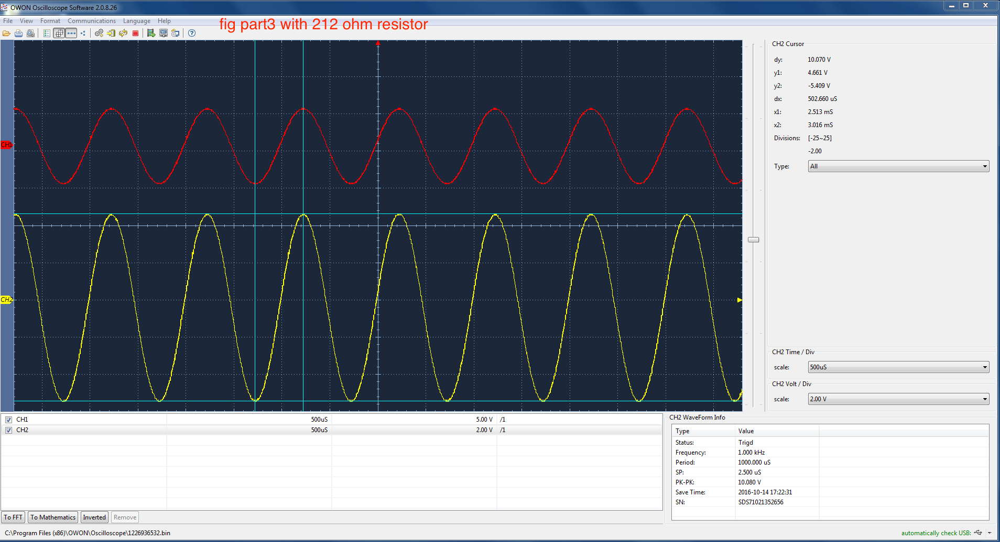 OWON Oscilloscope Software 2.0.8.26
File View Format Communications Language Help
fig part3 with 212 ohm resistor
CH1
CH2
CH2 Cursor
dy: 10.070 V
y1: 4.661 V
y2: -5.409 V
dx: 502.660 uS
x1: 2.513 mS
x2: 3.016 mS
Divisions: [-25~25]
-2.00
Type: All
CH2 Time / Div
scale: 500uS
CH2 Volt / Div
scale: 2.00 V
CH1 500uS 5.00 V /1
CH2 500uS 2.00 V /1
CH2 WaveForm Info
Type Value
Status: Trigd
Frequency: 1.000 kHz
Period: 1000.000 uS
SP: 2.500 uS
PK-PK: 10.080 V
Save Time: 2016-10-14 17:22:31
SN: SDS71021352656
To FFT To Mathematics Inverted Remove
C:\Program Files (x86)\OWON\Oscilloscope\1226936532.bin
automatically check USB: